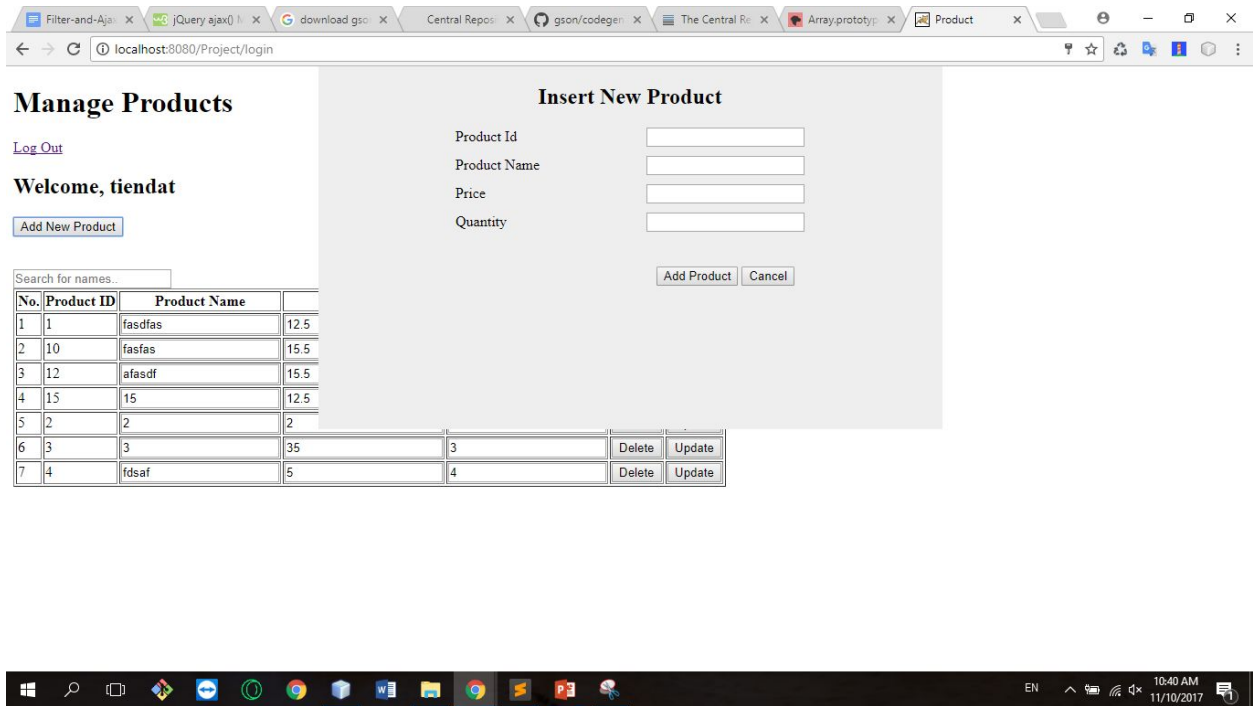 Filter-and-Aja
jQuery ajax()
download gso
Central Repos
gson/codegen
The Central Re
Array.prototyp
Product
localhost:8080/Project/login
Manage Products
Log Out
Welcome, tiendat
Add New Product
Search for names..
No. Product ID Product Name
1 1 fasdfas 12.5
2 10 fasfas 15.5
3 12 afasdf 15.5
4 15 15 12.5
5 2 2 2
6 3 3 35 3 Delete Update
7 4 fdsaf 5 4 Delete Update
Insert New Product
Product Id
Product Name
Price
Quantity
Add Product Cancel
EN
10:40 AM
11/10/2017